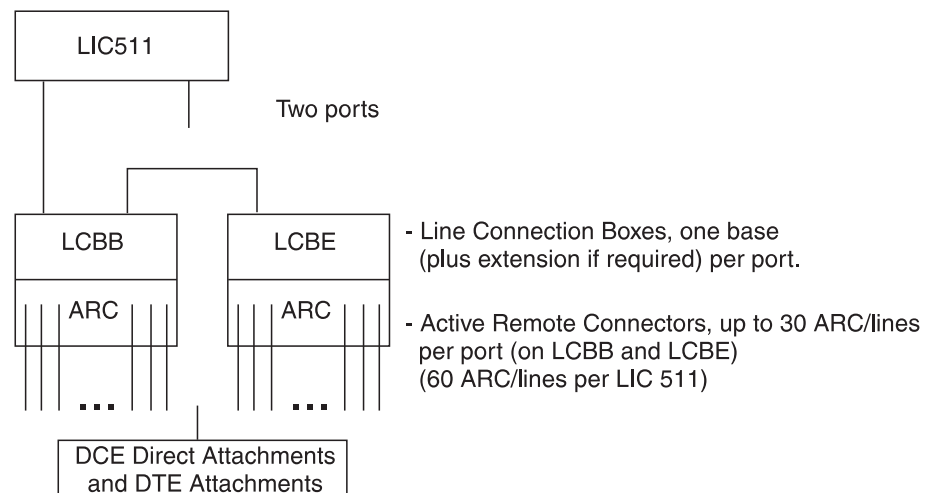 LIC511
Two ports
LCBB
LCBE
- Line Connection Boxes, one base
(plus extension if required) per port.
ARC
ARC
- Active Remote Connectors, up to 30 ARC/lines
per port (on LCBB and LCBE)
(60 ARC/lines per LIC 511)
DCE Direct Attachments
and DTE Attachments